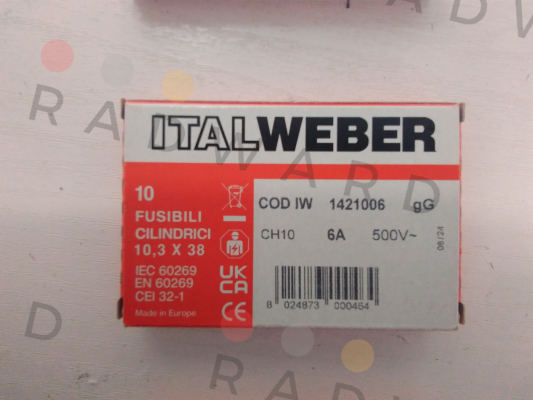 ITALWEBER
10
FUSIBILI
CILINDRICI
10,3 X 38
IEC 60269
EN 60269
CEI 32-1
Made in Europe
UK
CA
CE
COD IW 1421006 gG
CH10 6A 500V~
06/24
8 024873 000464
RADWARD
RADWARD